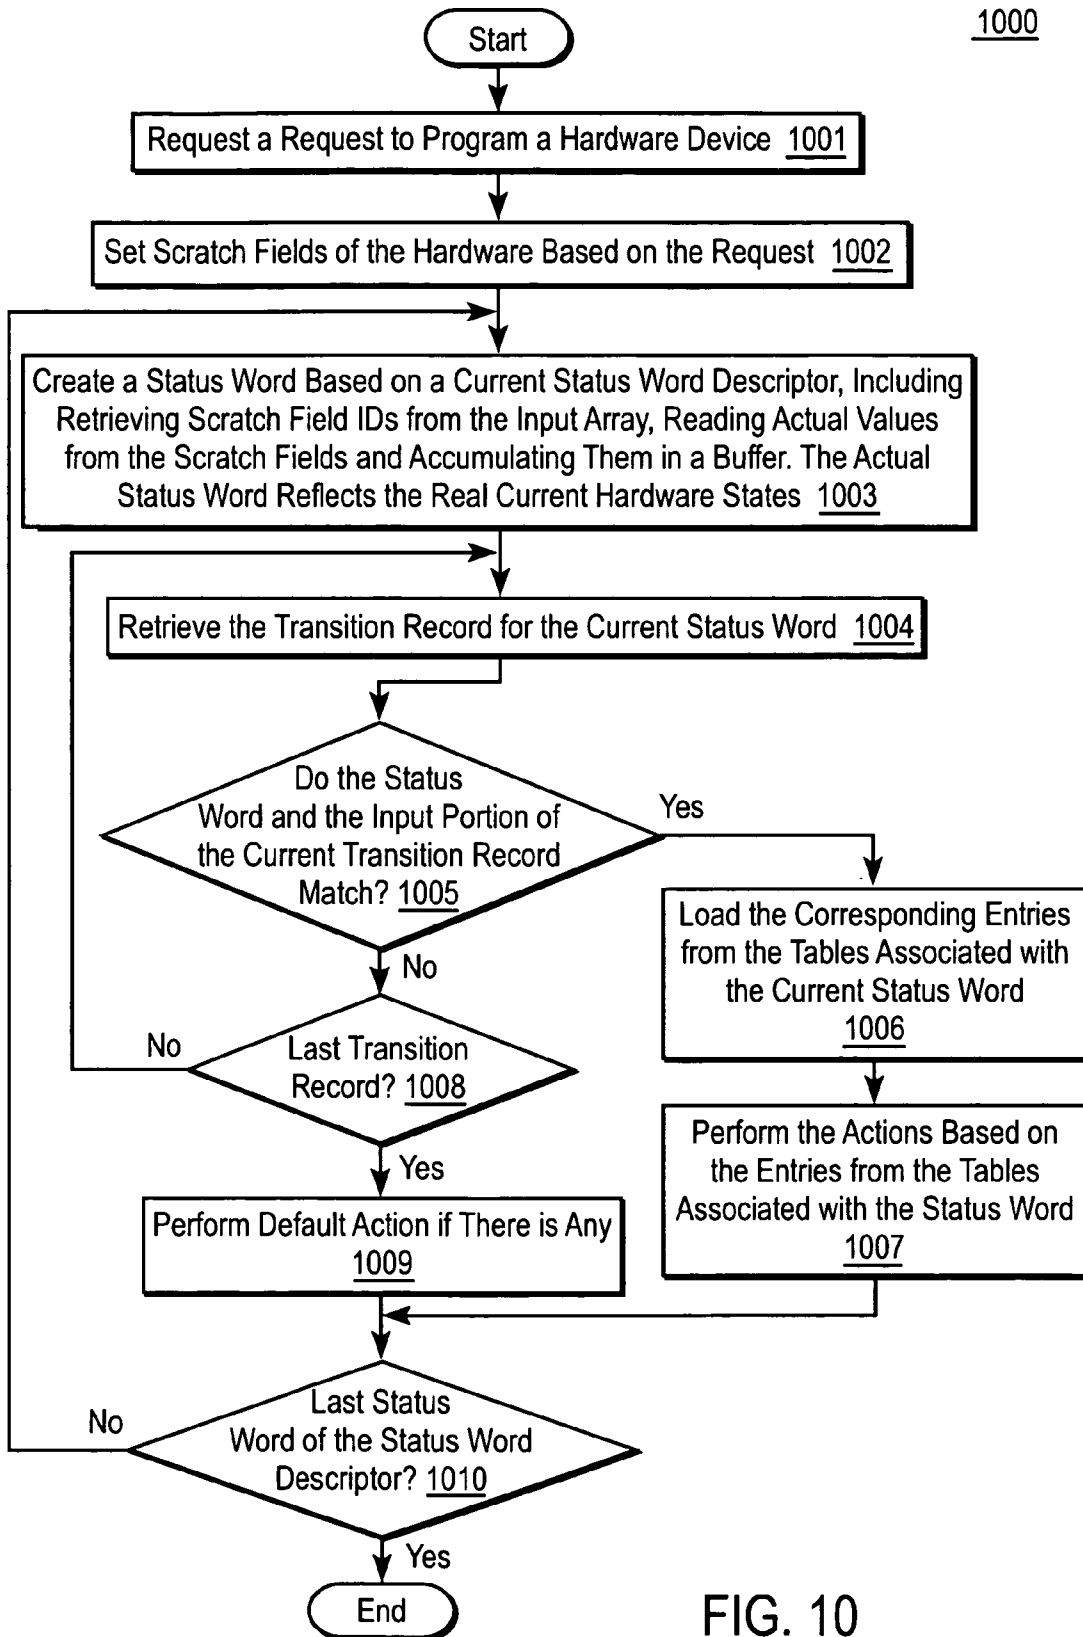 1000
Start
Request a Request to Program a Hardware Device 1001
Set Scratch Fields of the Hardware Based on the Request 1002
Create a Status Word Based on a Current Status Word Descriptor, Including
Retrieving Scratch Field IDs from the Input Array, Reading Actual Values
from the Scratch Fields and Accumulating Them in a Buffer. The Actual
Status Word Reflects the Real Current Hardware States 1003
Retrieve the Transition Record for the Current Status Word 1004
Do the Status
Word and the Input Portion of
the Current Transition Record
Match? 1005
Yes
No
Load the Corresponding Entries
from the Tables Associated with
the Current Status Word
1006
Last Transition
Record? 1008
No
Yes
Perform the Actions Based on
the Entries from the Tables
Associated with the Status Word
1007
Perform Default Action if There is Any
1009
Last Status
Word of the Status Word
Descriptor? 1010
No
Yes
End
FIG. 10